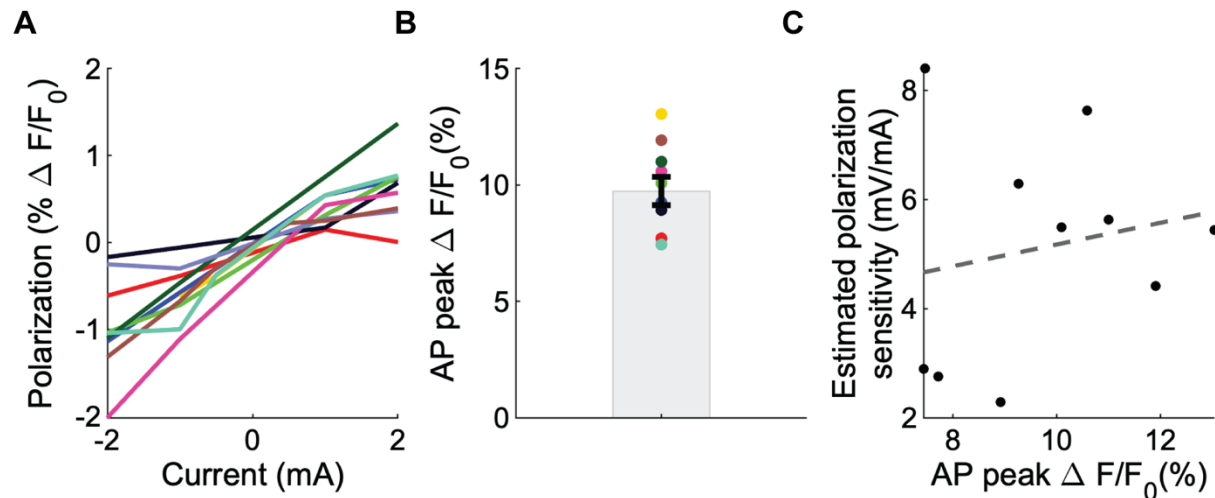 A
B
C
Polarization (% Δ F/F0)
2
1
0
-1
-2
-2
0
2
Current (mA)
AP peak Δ F/F0(%)
15
10
5
0
Estimated polarization
sensitivity (mV/mA)
8
6
4
2
8
10
12
AP peak Δ F/F0(%)